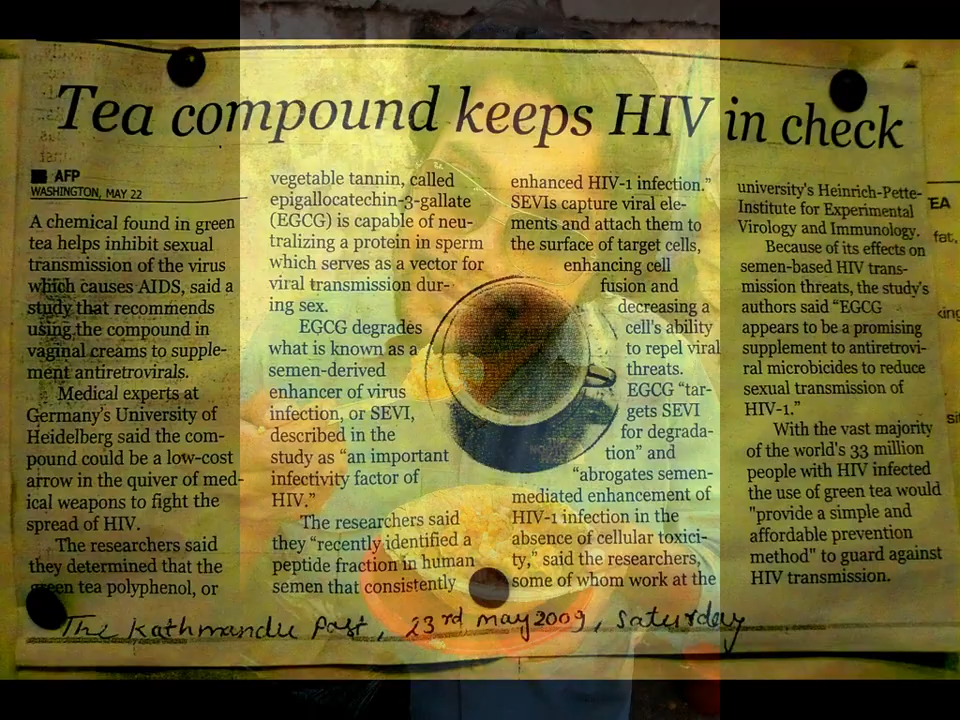 Tea compound keeps HIV in check
AFP
WASHINGTON, MAY 22
A chemical found in green
tea helps inhibit sexual
transmission of the virus
which causes AIDS, said a
study that recommends
using the compound in
vaginal creams to supple-
ment antiretrovirals.
Medical experts at
Germany's University of
Heidelberg said the com-
pound could be a low-cost
arrow in the quiver of med-
ical weapons to fight the
spread of HIV.
The researchers said
they determined that the
green tea polyphenol, or
vegetable tannin, called
epigallocatechin-3-gallate
(EGCG) is capable of neu-
tralizing a protein in sperm
which serves as a vector for
viral transmission dur-
ing sex.
EGCG degrades
what is known as a
semen-derived
enhancer of virus
infection, or SEVI,
described in the
study as "an important
infectivity factor of
HIV."
The researchers said
they "recently identified a
peptide fraction in human
semen that consistently
enhanced HIV-1 infection."
SEVIs capture viral ele-
ments and attach them to
the surface of target cells,
enhancing cell
fusion and
decreasing a
cell's ability
to repel viral
threats.
EGCG "tar-
gets SEVI
for degrada-
tion" and
"abrogates semen-
mediated enhancement of
HIV-1 infection in the
absence of cellular toxici-
ty," said the researchers,
some of whom work at the
university's Heinrich-Pette-
Institute for Experimental
Virology and Immunology.
Because of its effects on
semen-based HIV trans-
mission threats, the study's
authors said "EGCG
appears to be a promising
supplement to antiretrovi-
ral microbicides to reduce
sexual transmission of
HIV-1."
With the vast majority
of the world's 33 million
people with HIV infected
the use of green tea would
"provide a simple and
affordable prevention
method" to guard against
HIV transmission.
EA
fat,
The Kathmandu Post, 23rd may 2009, Saturday